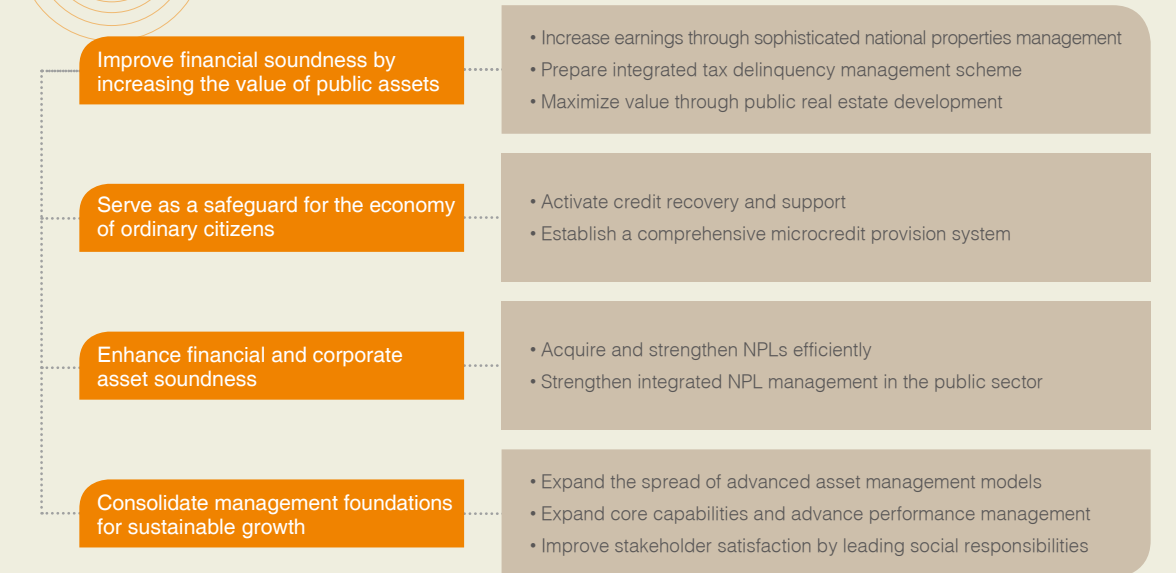 Improve financial soundness by
increasing the value of public assets
• Increase earnings through sophisticated national properties management
• Prepare integrated tax delinquency management scheme
• Maximize value through public real estate development
Serve as a safeguard for the economy
of ordinary citizens
• Activate credit recovery and support
• Establish a comprehensive microcredit provision system
Enhance financial and corporate
asset soundness
• Acquire and strengthen NPLs efficiently
• Strengthen integrated NPL management in the public sector
Consolidate management foundations
for sustainable growth
• Expand the spread of advanced asset management models
• Expand core capabilities and advance performance management
• Improve stakeholder satisfaction by leading social responsibilities